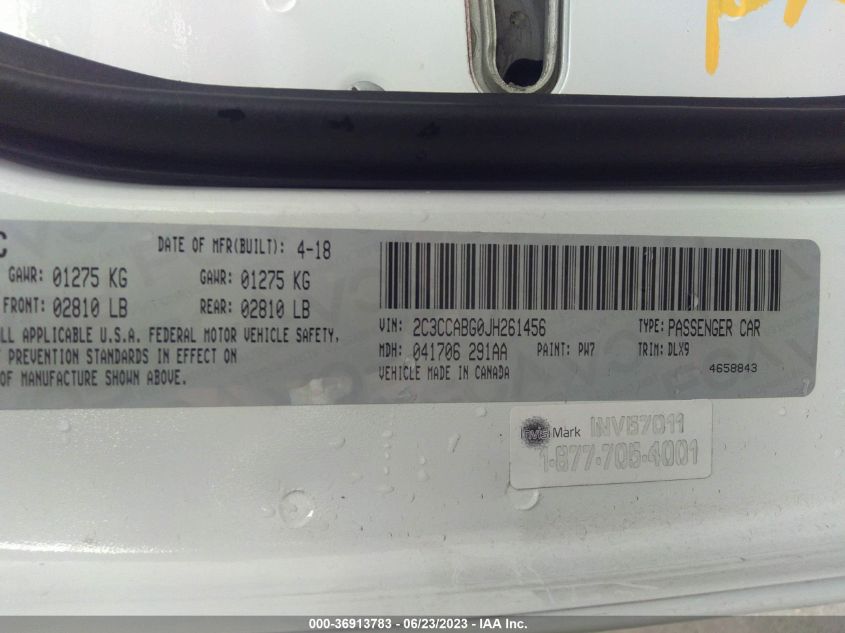 C
DATE OF MFR(BUILT): 4-18
GAWR: 01275 KG GAWR: 01275 KG
FRONT: 02810 LB REAR: 02810 LB
ALL APPLICABLE U.S.A. FEDERAL MOTOR VEHICLE SAFETY,
PREVENTION STANDARDS IN EFFECT ON
OF MANUFACTURE SHOWN ABOVE.
VIN: 2C3CCABG0JH261456 TYPE: PASSENGER CAR
MDH: 041706 291AA PAINT: PW7 TRIM: DLX9
VEHICLE MADE IN CANADA 4658843
InvisiMark INV67011
1-877-705-4001
000-36913783 - 06/23/2023 - IAA Inc.